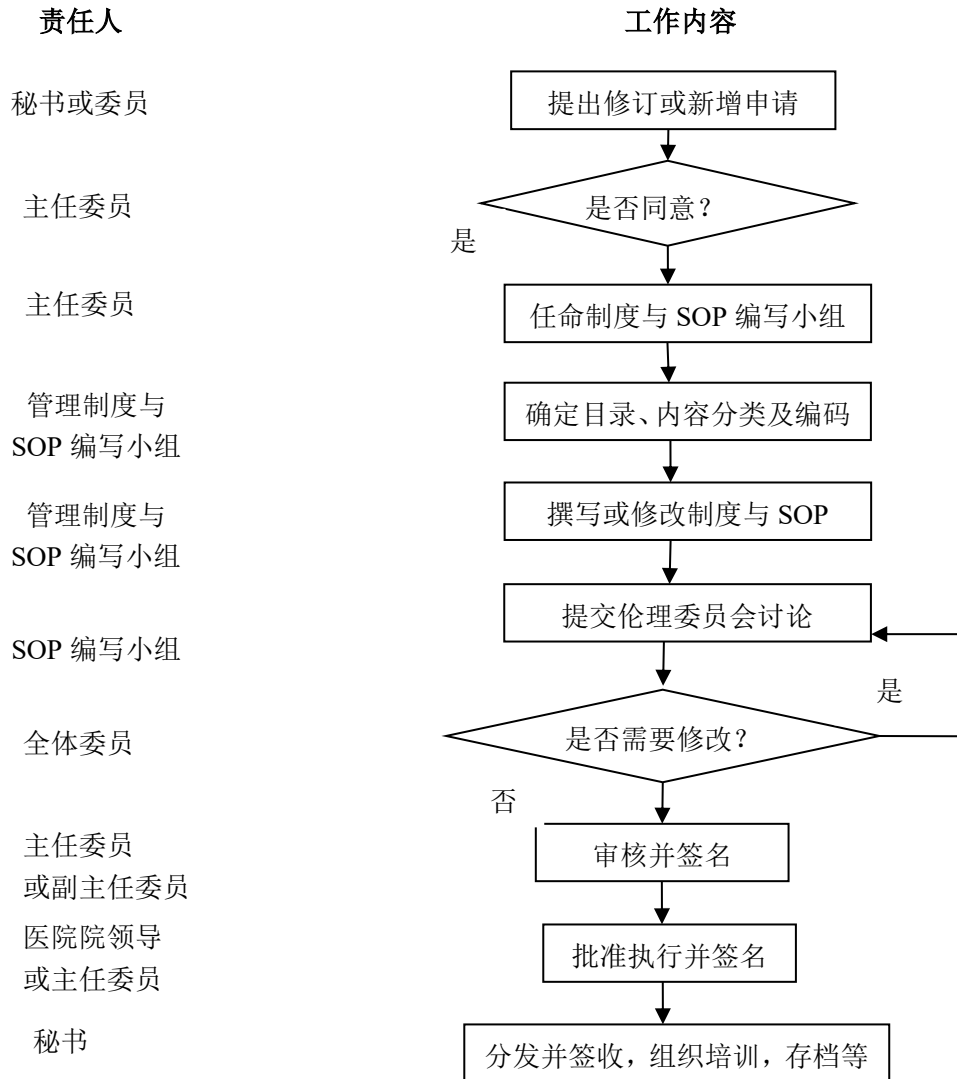 责任人 工作内容
秘书或委员 提出修订或新增申请
主任委员 是否同意？
是
主任委员 任命制度与 SOP 编写小组
管理制度与
SOP 编写小组
确定目录、内容分类及编码
管理制度与
SOP 编写小组
撰写或修改制度与 SOP
提交伦理委员会讨论
SOP 编写小组
是
全体委员 是否需要修改？
否
主任委员
或副主任委员
审核并签名
医院院领导
或主任委员
批准执行并签名
秘书 分发并签收，组织培训，存档等